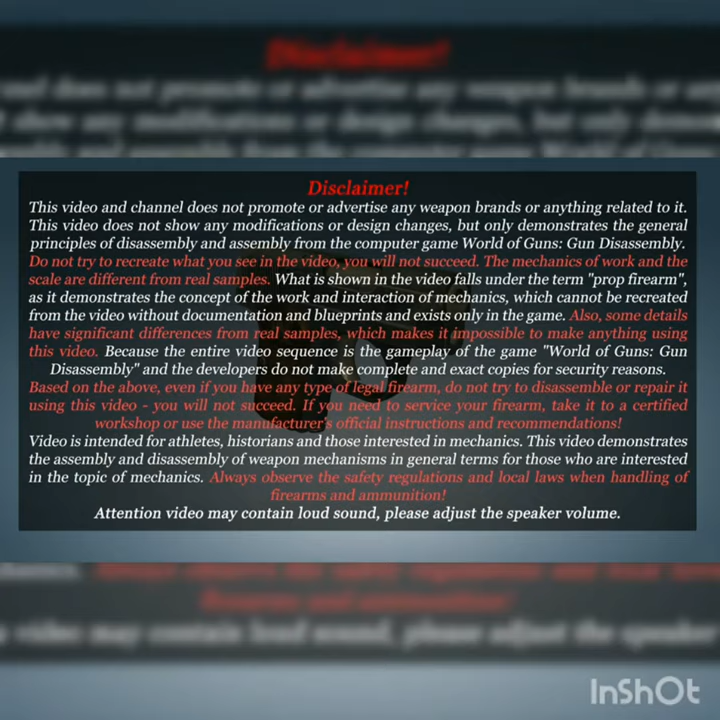 Disclaimer!
Disclaimer!
This video and channel does not promote or advertise any weapon brands or anything related to it.
This video does not show any modifications or design changes, but only demonstrates the general
principles of disassembly and assembly from the computer game World of Guns: Gun Disassembly.
Do not try to recreate what you see in the video, you will not succeed. The mechanics of work and the
scale are different from real samples. What is shown in the video falls under the term "prop firearm",
as it demonstrates the concept of the work and interaction of mechanics, which cannot be recreated
from the video without documentation and blueprints and exists only in the game. Also, some details
have significant differences from real samples, which makes it impossible to make anything using
this video. Because the entire video sequence is the gameplay of the game "World of Guns: Gun
Disassembly" and the developers do not make complete and exact copies for security reasons.
Based on the above, even if you have any type of legal firearm, do not try to disassemble or repair it
using this video - you will not succeed. If you need to service your firearm, take it to a certified
workshop or use the manufacturer's official instructions and recommendations!
Video is intended for athletes, historians and those interested in mechanics. This video demonstrates
the assembly and disassembly of weapon mechanisms in general terms for those who are interested
in the topic of mechanics. Always observe the safety regulations and local laws when handling of
firearms and ammunition!
Attention video may contain loud sound, please adjust the speaker volume.
firearms and ammunition!
video may contain loud sound, please adjust the speaker
InShOt